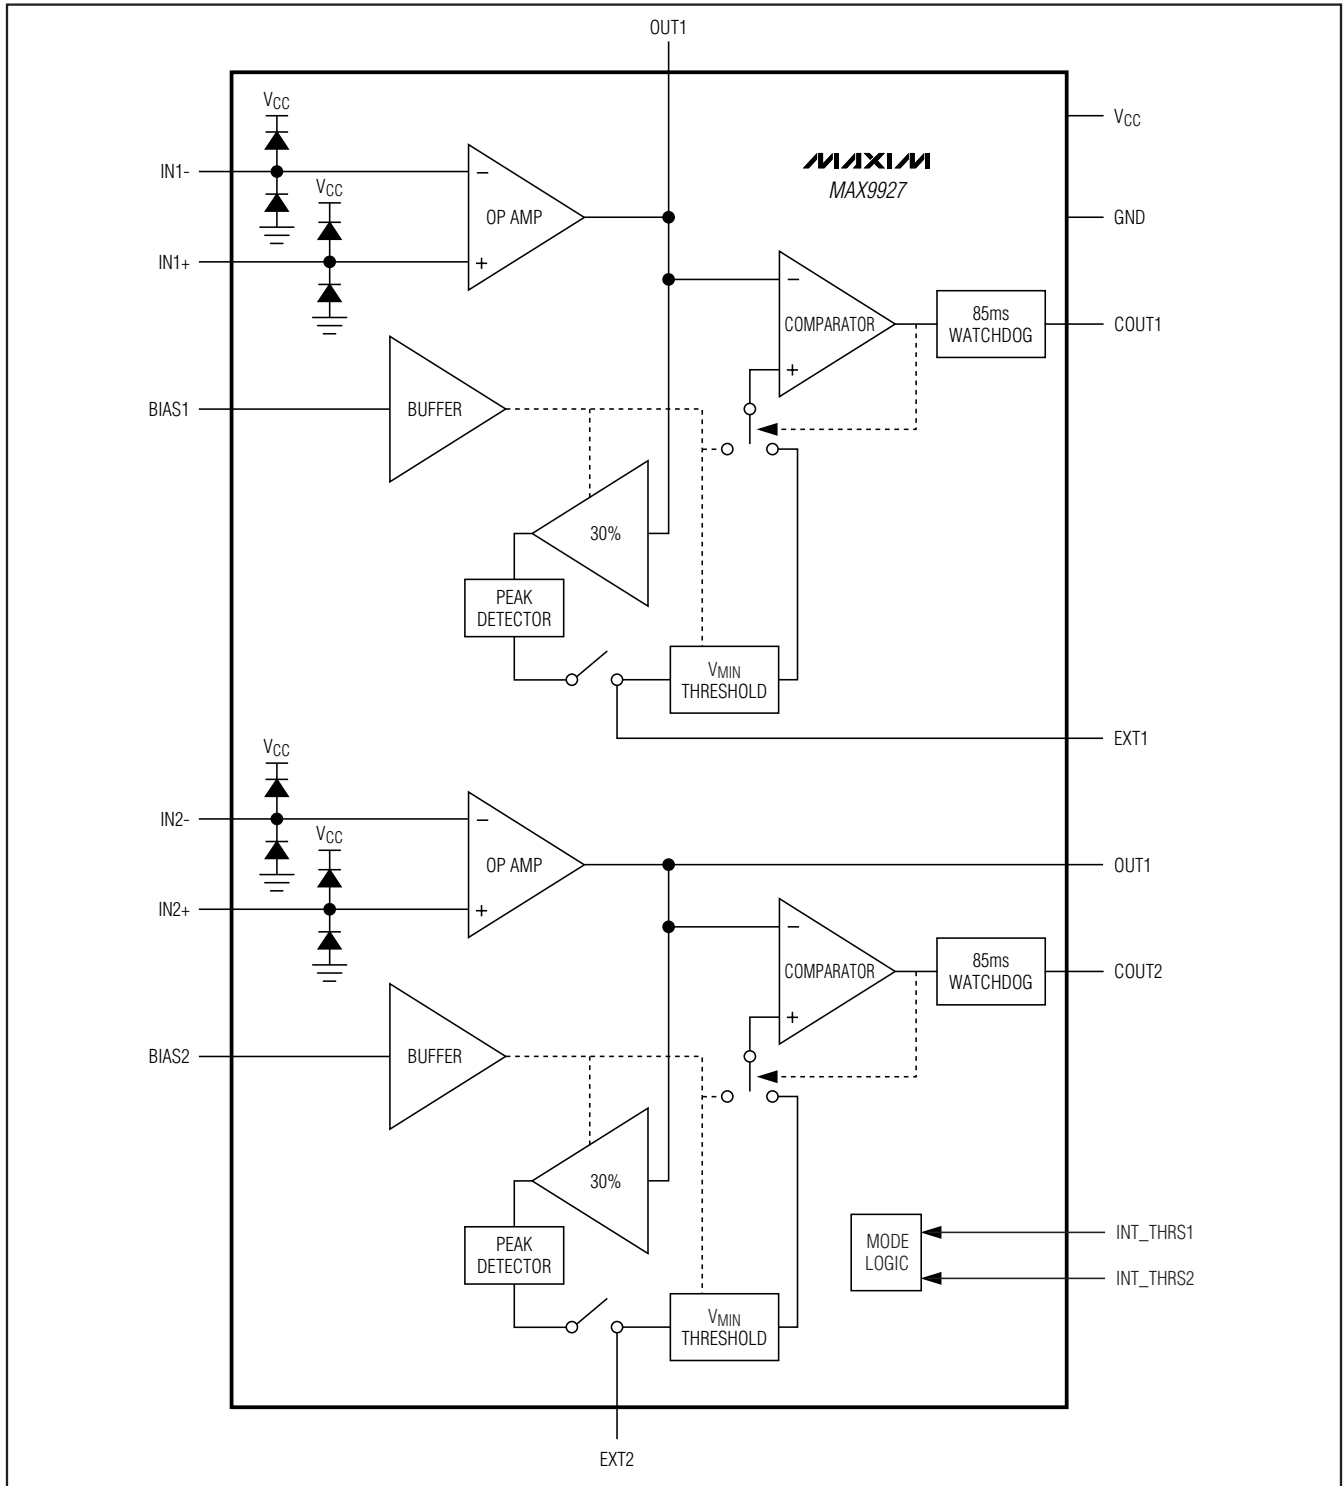 OUT1
VCC
VCC
IN1-
MAXIM
MAX9927
VCC
OP AMP
GND
IN1+
− +
− +
COMPARATOR
85ms
WATCHDOG
COUT1
BIAS1
BUFFER
30%
PEAK
DETECTOR
VMIN
THRESHOLD
EXT1
VCC
IN2-
VCC
OP AMP
OUT1
IN2+
− +
− +
COMPARATOR
85ms
WATCHDOG
COUT2
BIAS2
BUFFER
30%
PEAK
DETECTOR
MODE
LOGIC
INT_THRS1
INT_THRS2
VMIN
THRESHOLD
EXT2